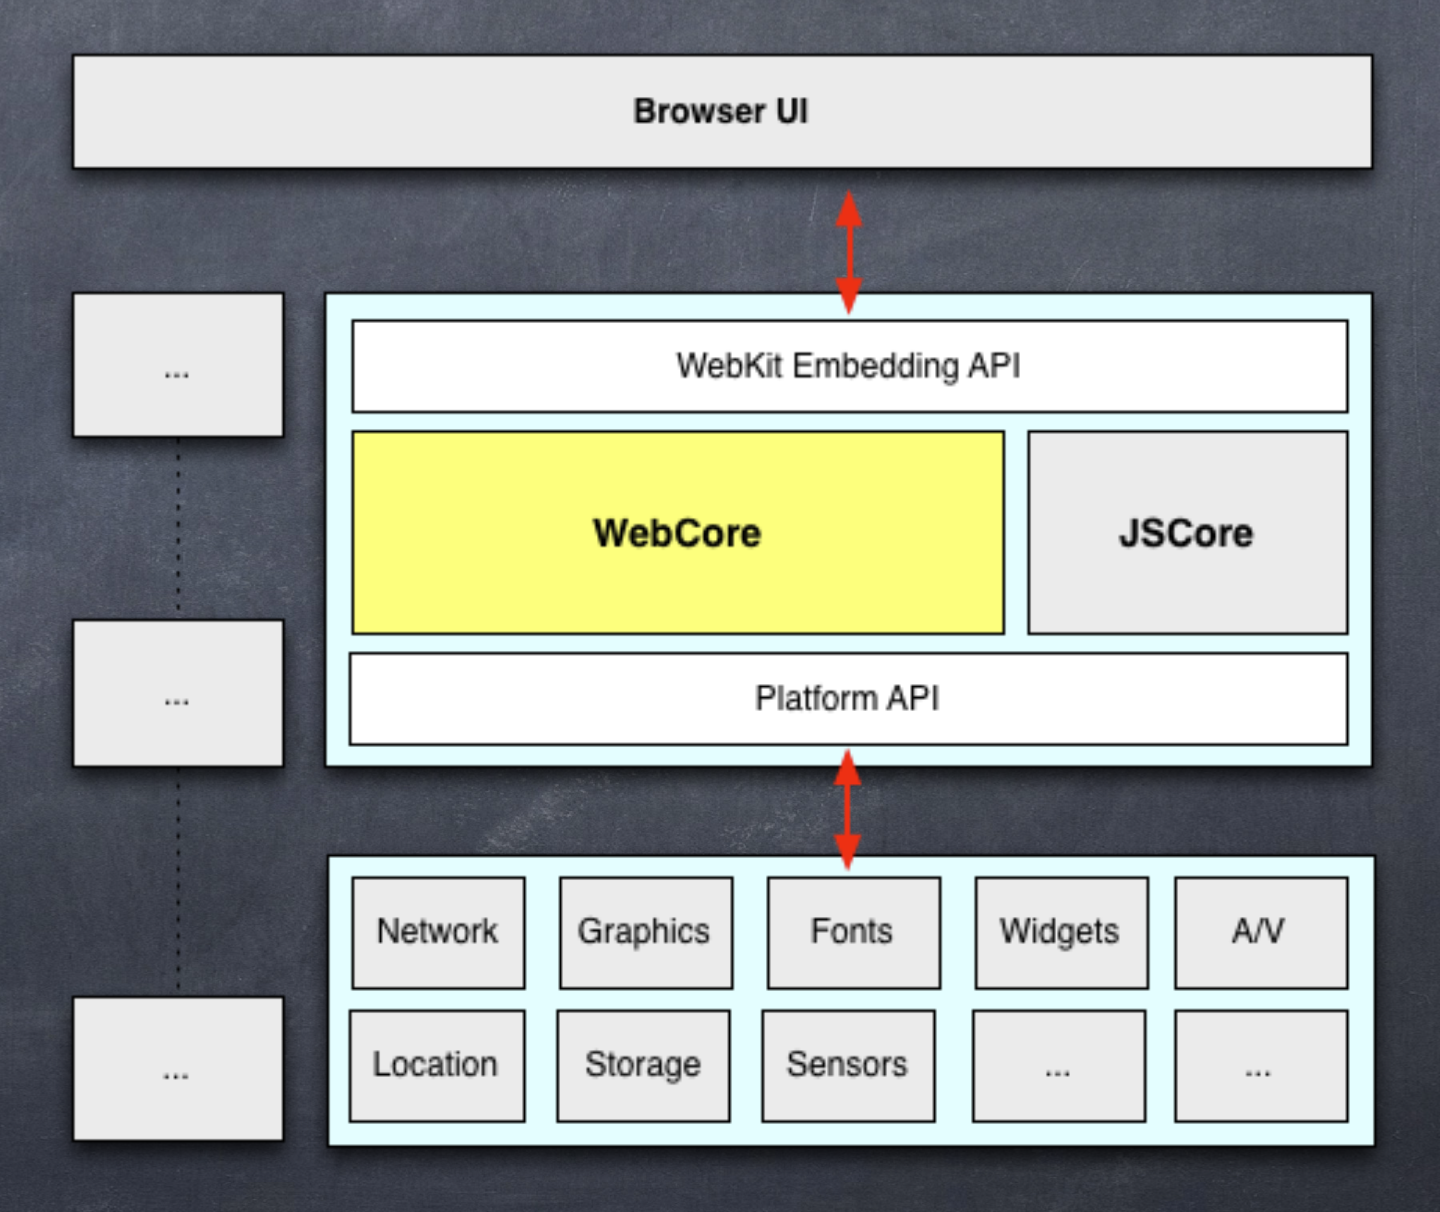 Browser UI
...
WebKit Embedding API
WebCore
JSCore
...
Platform API
Network
Graphics
Fonts
Widgets
A/V
...
Location
Storage
Sensors
...
...